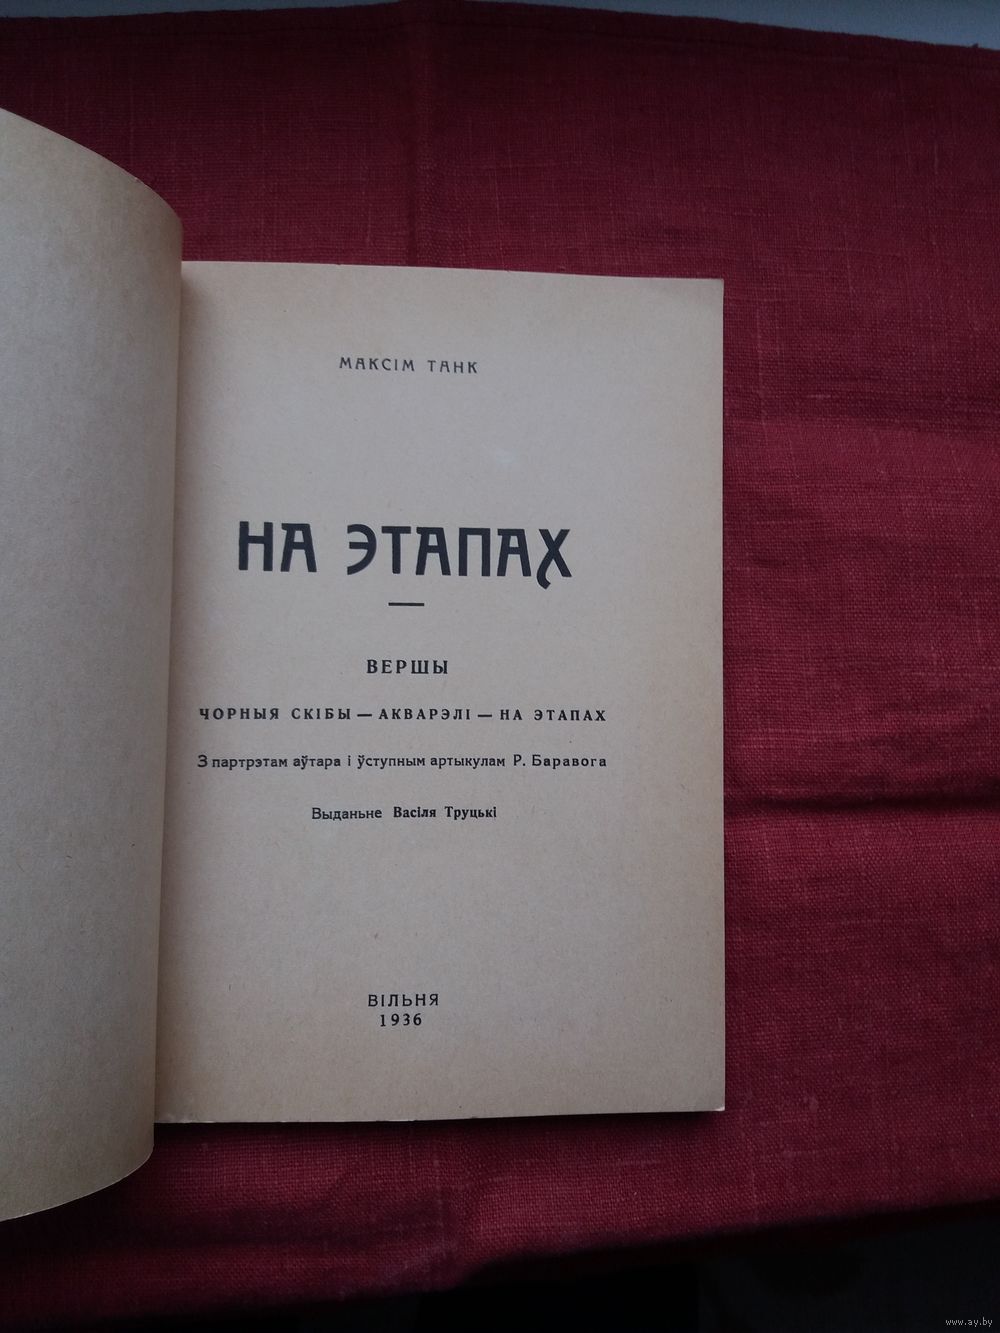 МАКСІМ ТАНК
НА ЭТАПАХ
ВЕРШЫ
ЧОРНЫЯ СКІБЫ — АКВАРЭЛІ — НА ЭТАПАХ
З партрэтам аўтара і ўступным артыкулам Р. Баравога
Выданьне Васіля Труцькі
ВІЛЬНЯ
1936
www.ay.by